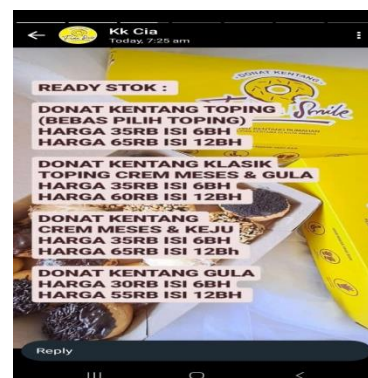 Kk Cia
Today, 7:25 am
READY STOK :
DONAT KENTANG
Smile
DONAT KENTANG TOPING
(BEBAS PILIH TOPING)
HARGA 35RB ISI 6BH
HARGA 65RB ISI 12BH
DONAT KENTANG KLASIK
TOPING CREM MESES & GULA
HARGA 35RB ISI 6BH
HARGA 60RB ISI 12BH
DONAT KENTANG
CREM MESES & KEJU
HARGA 35RB ISI 6BH
HARGA 65RB ISI 12Bh
DONAT KENTANG GULA
HARGA 30RB ISI 6BH
HARGA 55RB ISI 12BH
Reply